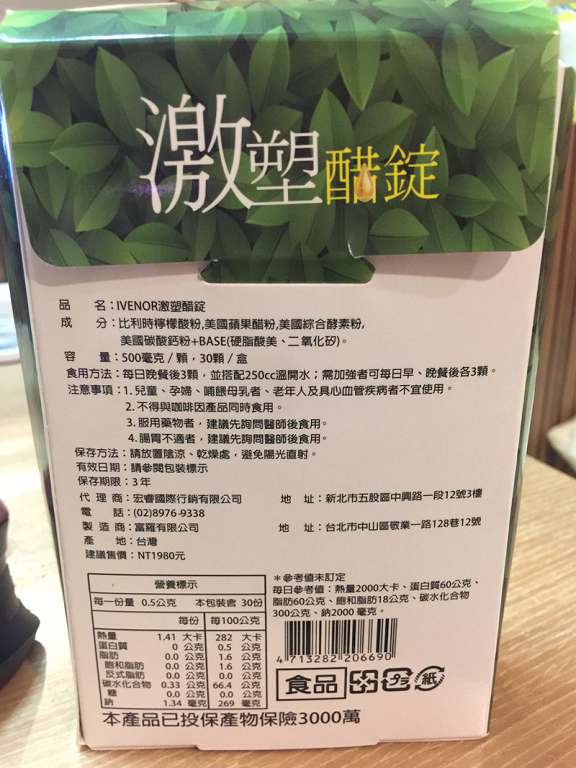 激塑醋錠
品 名：IVENOR激塑醋錠
成 分：比利時檸檬酸粉,美國蘋果醋粉,美國綜合酵素粉,
美國碳酸鈣粉+BASE(硬脂酸美、二氧化矽)。
容 量：500毫克／顆，30顆／盒
食用方法：每日晚餐後3顆，並搭配250cc溫開水；需加強者可每日早、晚餐後各3顆。
注意事項：1.兒童、孕婦、哺餵母乳者、老年人及具心血管疾病者不宜使用。
2.不得與咖啡因產品同時食用。
3.服用藥物者，建議先詢問醫師後食用。
4.腸胃不適者，建議先詢問醫師後食用。
保存方法：請放置陰涼、乾燥處，避免陽光直射。
有效日期：請參閱包裝標示
保存期限：3年
代 理 商：宏睿國際行銷有限公司 地 址：新北市五股區中興路一段12號3樓
電 話：(02)8976-9338
製 造 商：富羅有限公司 地 址：台北市中山區敬業一路128巷12號
產 地：台灣
建議售價：NT1980元
營養標示
每一份量 0.5公克 本包裝含 30份
每份 每100公克
熱量 1.41 大卡 282 大卡
蛋白質 0 公克 0.5 公克
脂肪 0.0 公克 1.6 公克
飽和脂肪 0.0 公克 1.6 公克
反式脂肪 0.0 公克 0.0 公克
碳水化合物 0.33 公克 66.4 公克
糖 0.0 公克 0.0 公克
鈉 1.34 毫克 269 毫克
＊參考值未訂定
每日參考值：熱量2000大卡、蛋白質60公克、
脂肪60公克、飽和脂肪18公克、碳水化合物
300公克、鈉2000 毫克。
4 713282 206690
食品 紙
本產品已投保產物保險3000萬